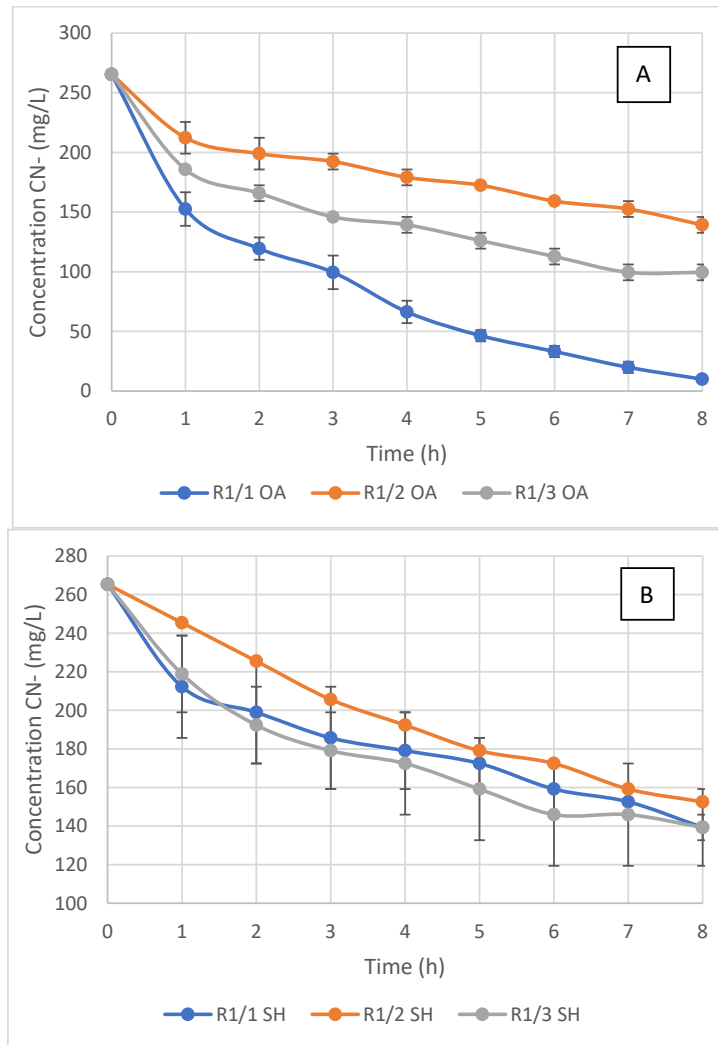 A
300
250
200
150
100
50
0
Concentration CN- (mg/L)
0 1 2 3 4 5 6 7 8
Time (h)
R1/1 OA R1/2 OA R1/3 OA
B
280
260
240
220
200
180
160
140
120
100
Concentration CN- (mg/L)
0 1 2 3 4 5 6 7 8
Time (h)
R1/1 SH R1/2 SH R1/3 SH